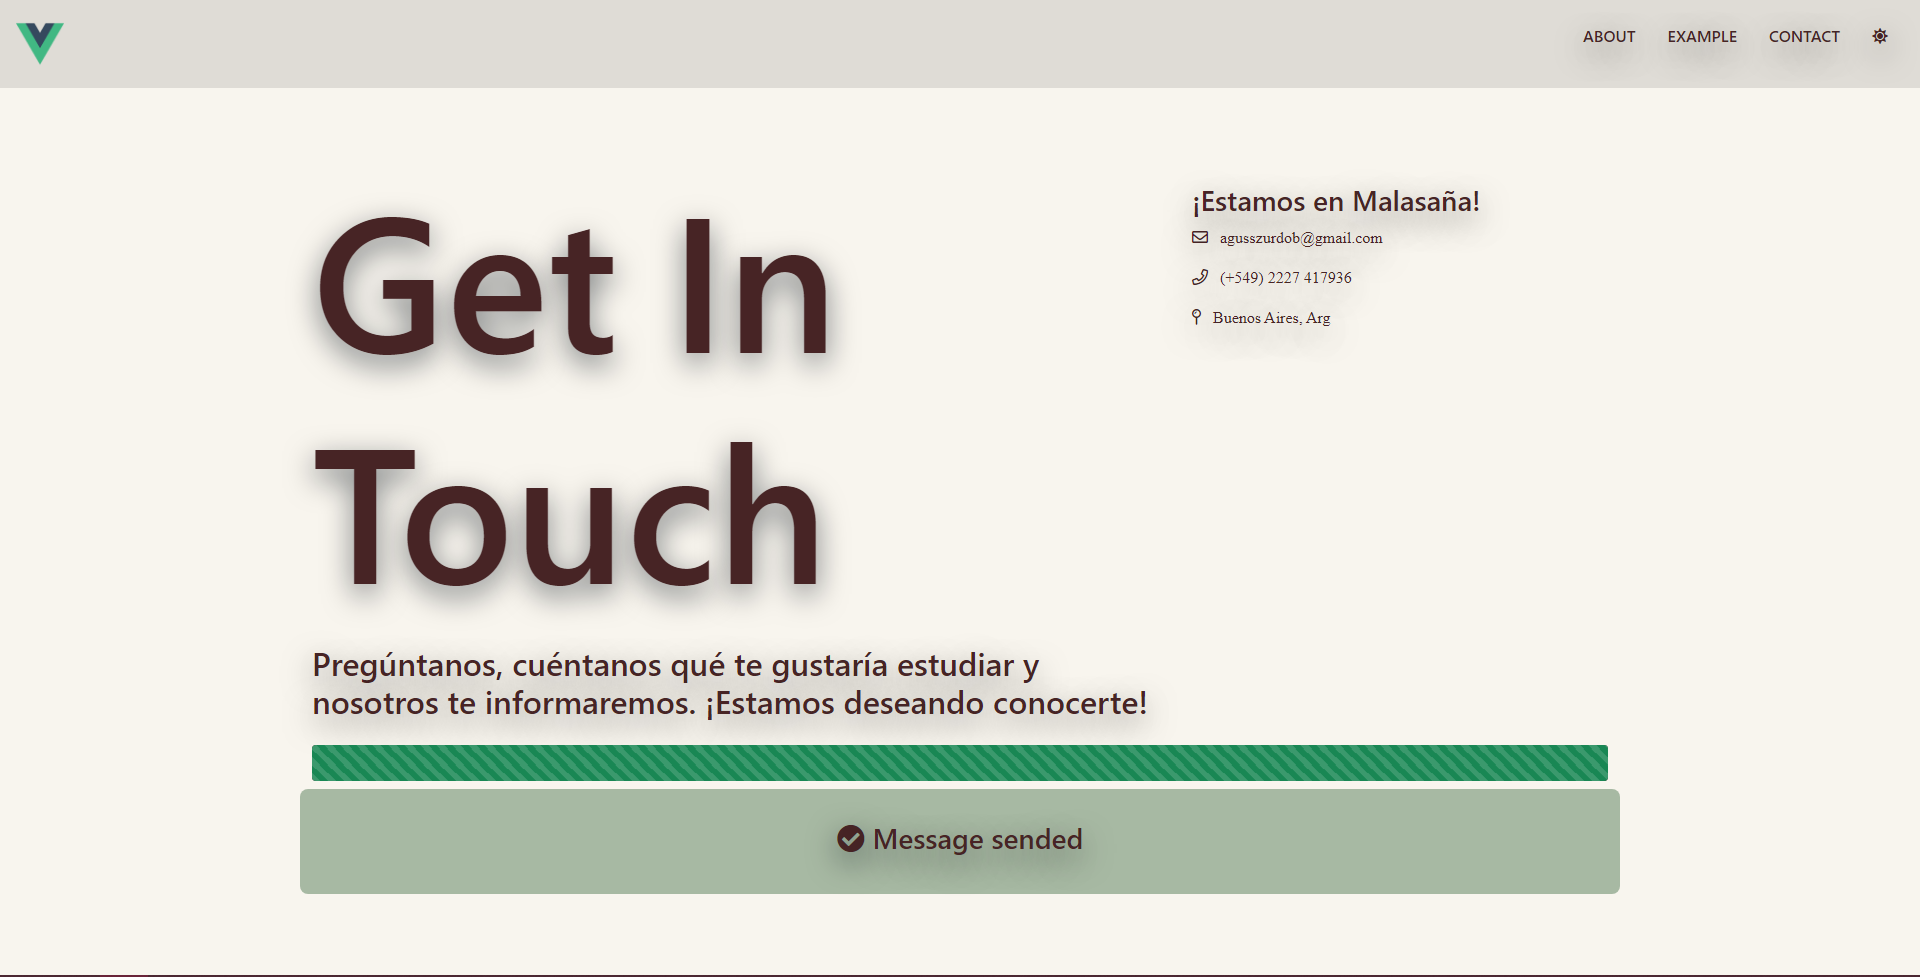 ABOUT EXAMPLE CONTACT
Get In
Touch
¡Estamos en Malasaña!
agusszurdob@gmail.com
(+549) 2227 417936
Buenos Aires, Arg
Pregúntanos, cuéntanos qué te gustaría estudiar y
nosotros te informaremos. ¡Estamos deseando conocerte!
Message sended